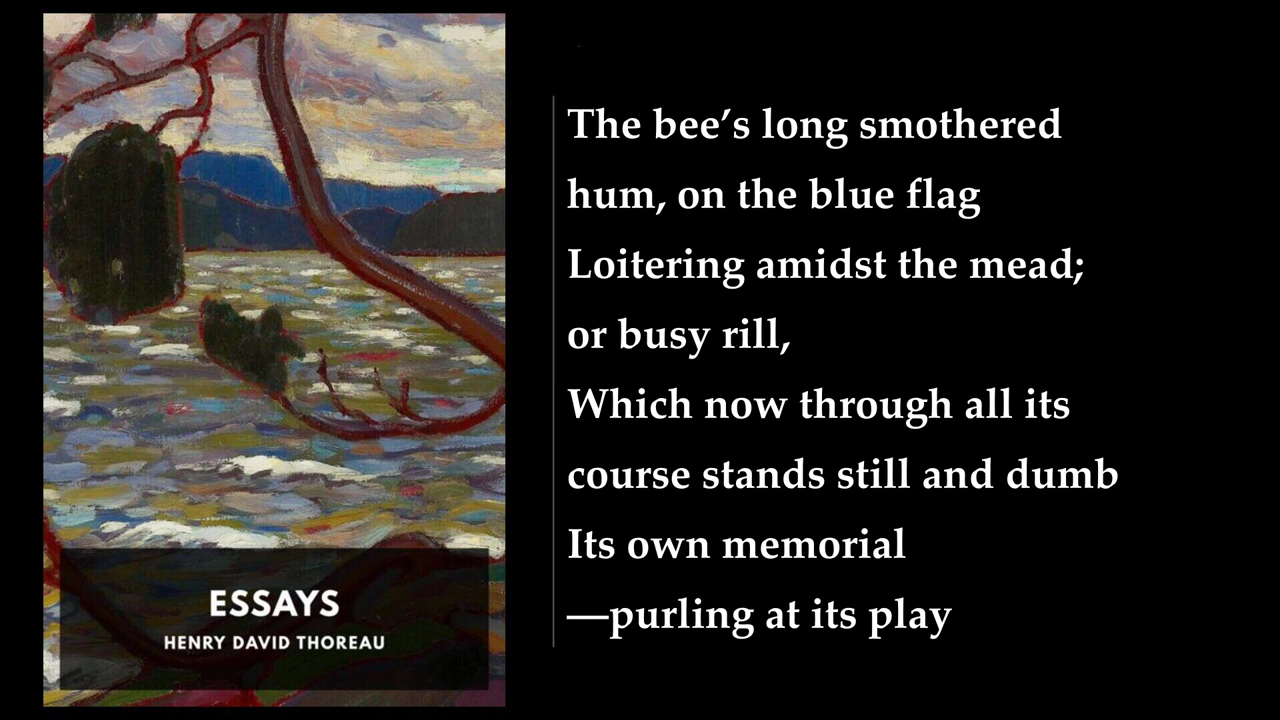 ESSAYS
HENRY DAVID THOREAU
The bee’s long smothered
hum, on the blue flag
Loitering amidst the mead;
or busy rill,
Which now through all its
course stands still and dumb
Its own memorial
—purling at its play